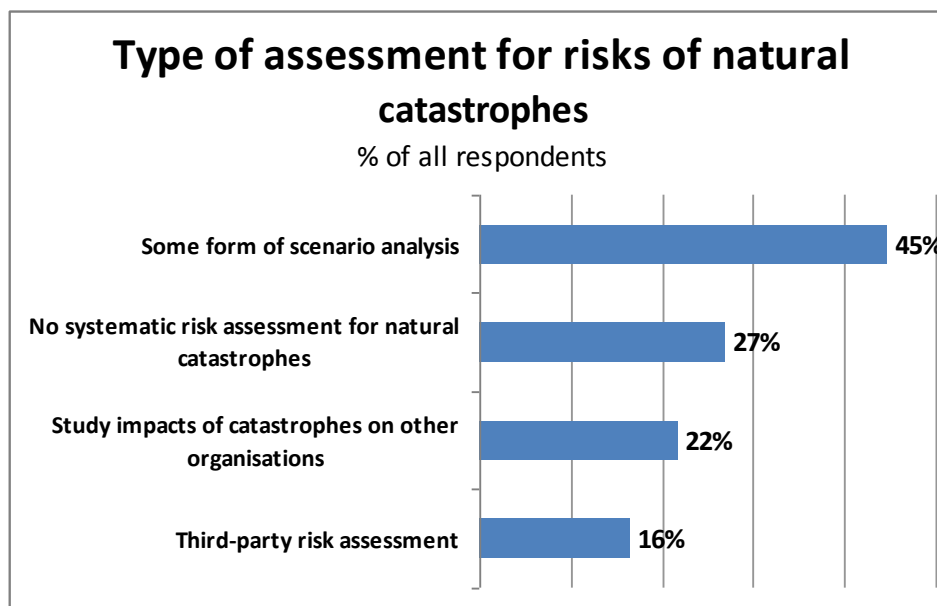 Type of assessment for risks of natural
catastrophes
% of all respondents
Some form of scenario analysis
45%
No systematic risk assessment for natural
catastrophes
27%
Study impacts of catastrophes on other
organisations
22%
Third-party risk assessment
16%